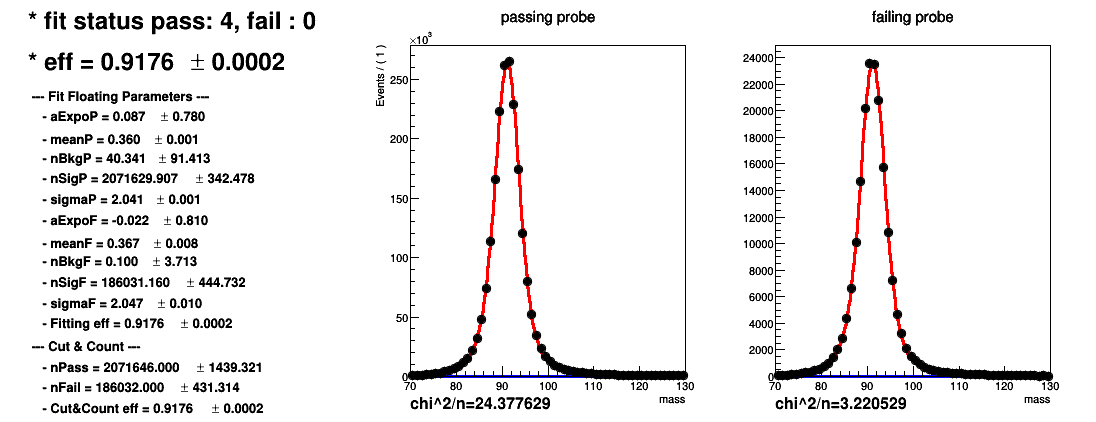 * fit status pass: 4, fail : 0
* eff = 0.9176 ± 0.0002
--- Fit Floating Parameters ---
- aExpoP = 0.087 ± 0.780
- meanP = 0.360 ± 0.001
- nBkgP = 40.341 ± 91.413
- nSigP = 2071629.907 ± 342.478
- sigmaP = 2.041 ± 0.001
- aExpoF = -0.022 ± 0.810
- meanF = 0.367 ± 0.008
- nBkgF = 0.100 ± 3.713
- nSigF = 186031.160 ± 444.732
- sigmaF = 2.047 ± 0.010
- Fitting eff = 0.9176 ± 0.0002
--- Cut & Count ---
- nPass = 2071646.000 ± 1439.321
- nFail = 186032.000 ± 431.314
- Cut&Count eff = 0.9176 ± 0.0002
passing probe
×10³
Events / ( 1 )
250
200
150
100
50
0
70 80 90 100 110 120 130
mass
chi^2/n=24.377629
failing probe
24000
22000
20000
18000
16000
14000
12000
10000
8000
6000
4000
2000
0
70 80 90 100 110 120 130
mass
chi^2/n=3.220529